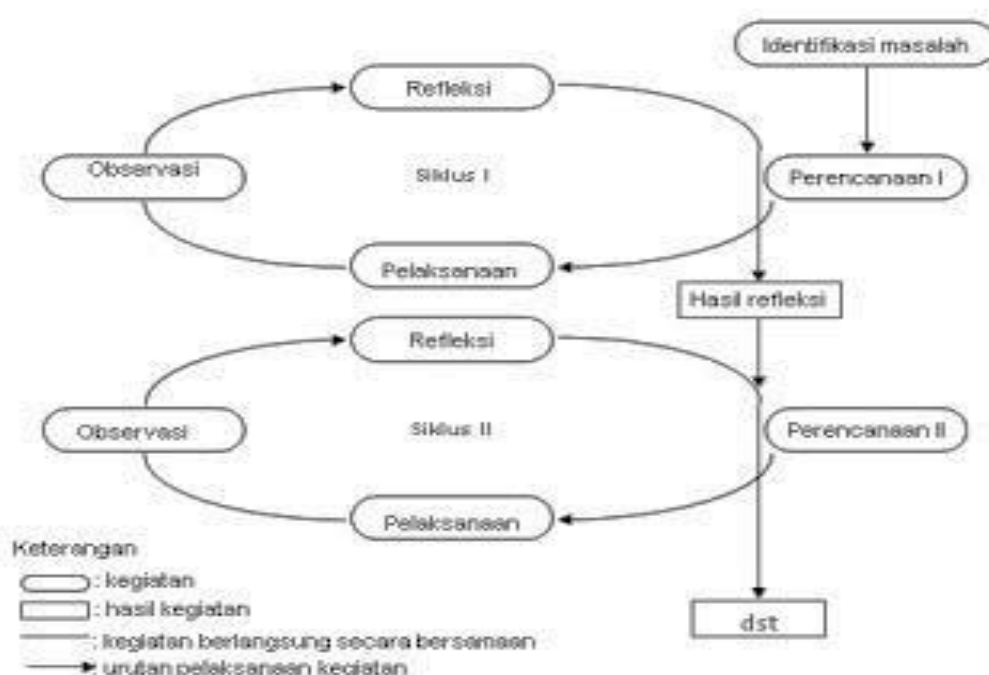 Identifikasi masalah
Refleksi
Observasi
Siklus I
Perencanaan I
Pelaksanaan
Hasil refleksi
Refleksi
Observasi
Siklus II
Perencanaan II
Pelaksanaan
Keterangan
: kegiatan
: hasil kegiatan
: kegiatan berlangsung secara bersamaan
: urutan pelaksanaan kegiatan
dst